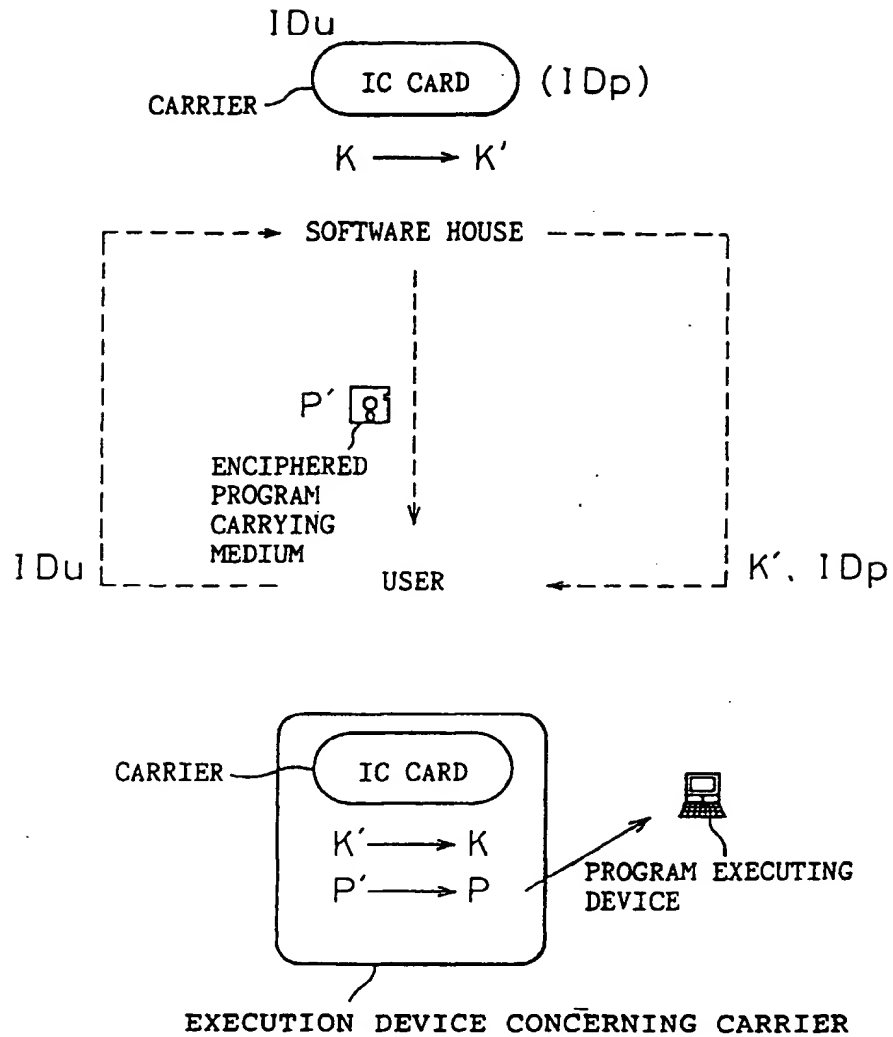 IDu
IC CARD
(IDp)
CARRIER
K → K'
SOFTWARE HOUSE
P'
ENCIPHERED
PROGRAM
CARRYING
MEDIUM
IDu
USER
K', IDp
CARRIER
IC CARD
K' → K
P' → P
PROGRAM EXECUTING
DEVICE
EXECUTION DEVICE CONCERNING CARRIER